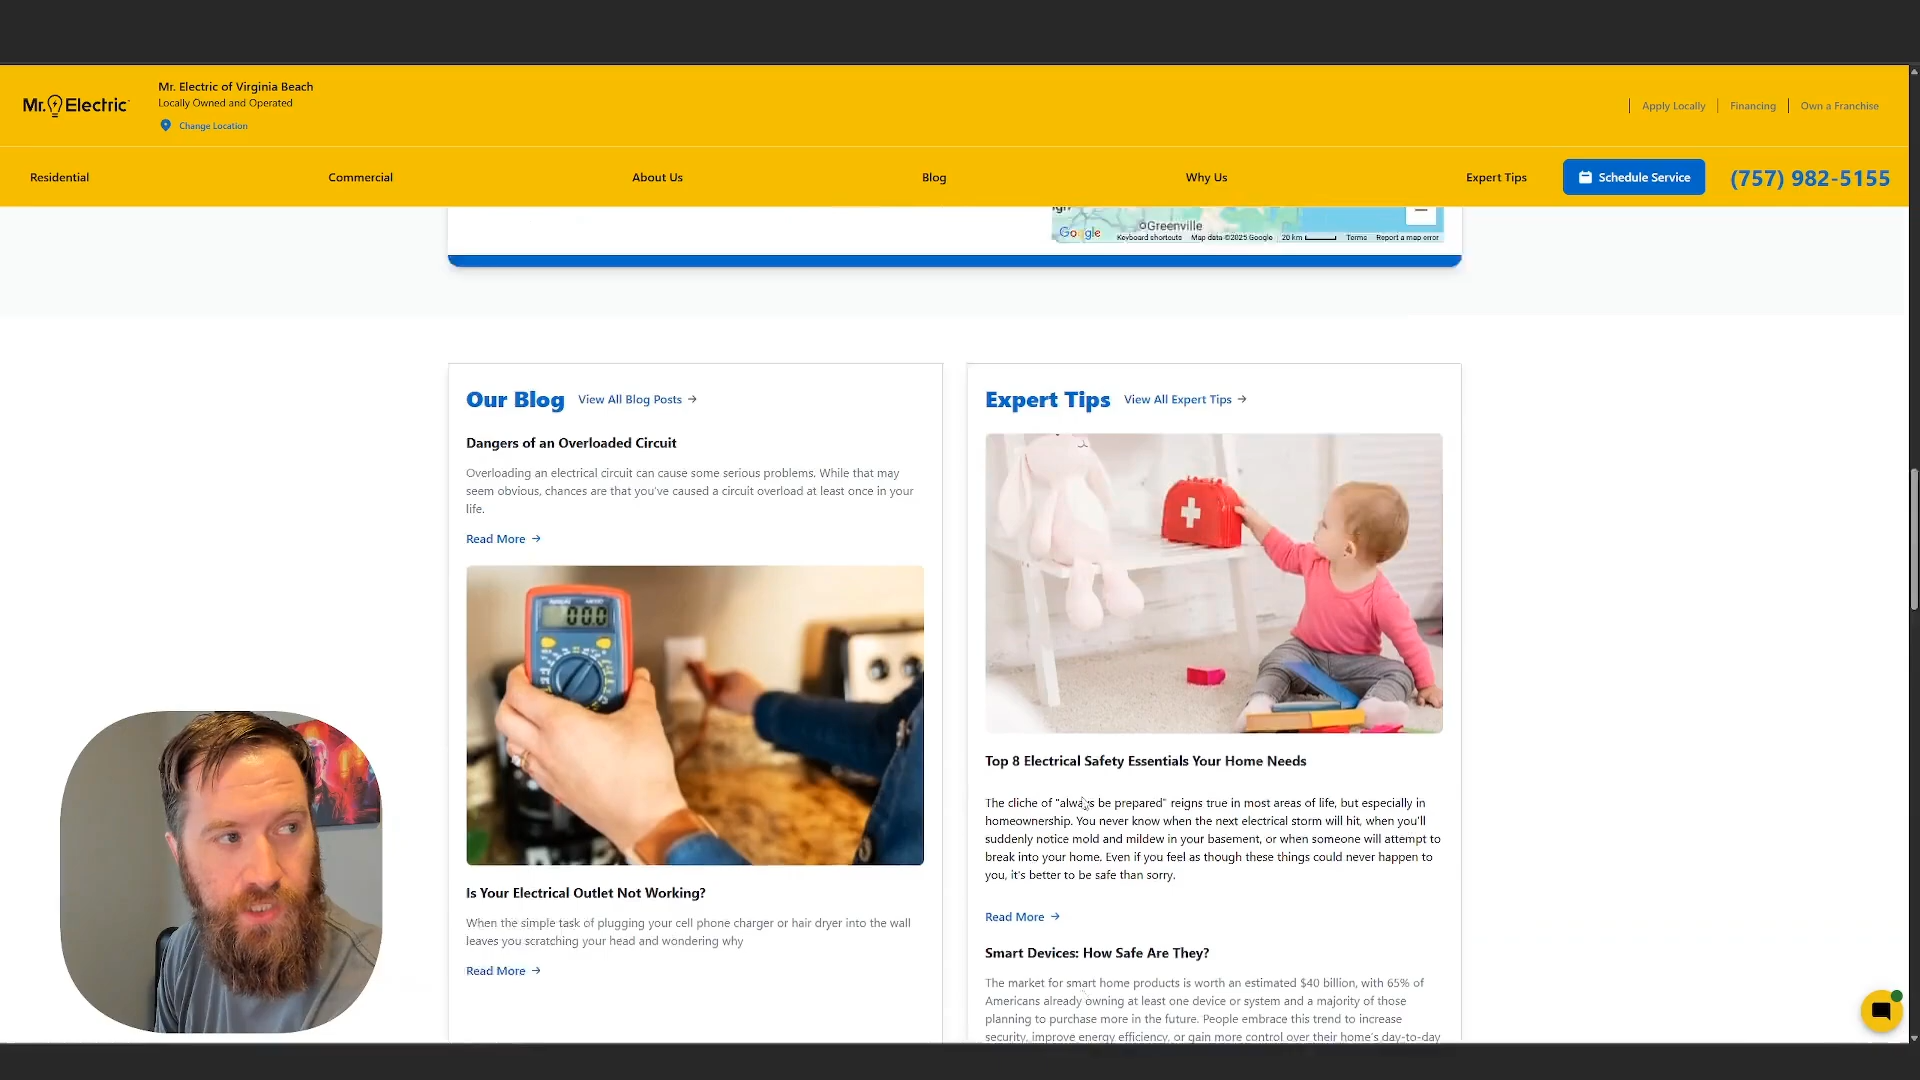 Mr. Electric
Mr. Electric of Virginia Beach
Locally Owned and Operated
Change Location
Apply Locally
Financing
Own a Franchise
Residential
Commercial
About Us
Blog
Why Us
Expert Tips
Schedule Service
(757) 982-5155
Greenville
Google
Keyboard shortcuts
Map data ©2025 Google
20 km
Terms
Report a map error
Our Blog
View All Blog Posts →
Dangers of an Overloaded Circuit
Overloading an electrical circuit can cause some serious problems. While that may
seem obvious, chances are that you've caused a circuit overload at least once in your
life.
Read More →
000
Is Your Electrical Outlet Not Working?
When the simple task of plugging your cell phone charger or hair dryer into the wall
leaves you scratching your head and wondering why
Read More →
Expert Tips
View All Expert Tips →
Top 8 Electrical Safety Essentials Your Home Needs
The cliche of "always be prepared" reigns true in most areas of life, but especially in
homeownership. You never know when the next electrical storm will hit, when you'll
suddenly notice mold and mildew in your basement, or when someone will attempt to
break into your home. Even if you feel as though these things could never happen to
you, it's better to be safe than sorry.
Read More →
Smart Devices: How Safe Are They?
The market for smart home products is worth an estimated $40 billion, with 65% of
Americans already owning at least one device or system and a majority of those
planning to purchase more in the future. People embrace this trend to increase
security, improve energy efficiency, or gain more control over their home's day-to-day